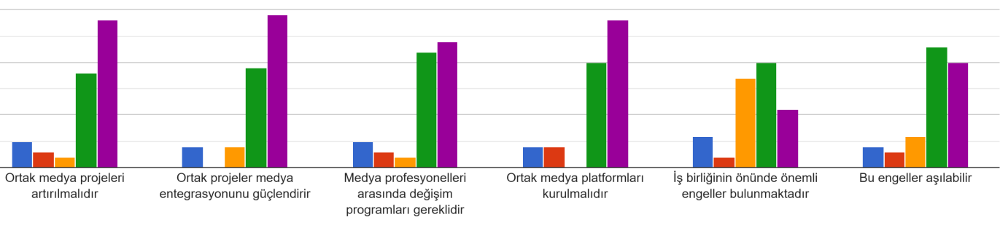 Ortak medya projeleri
artırılmalıdır
Ortak projeler medya
entegrasyonunu güçlendirir
Medya profesyonelleri
arasında değişim
programları gereklidir
Ortak medya platformları
kurulmalıdır
İş birliğinin önünde önemli
engeller bulunmaktadır
Bu engeller aşılabilir